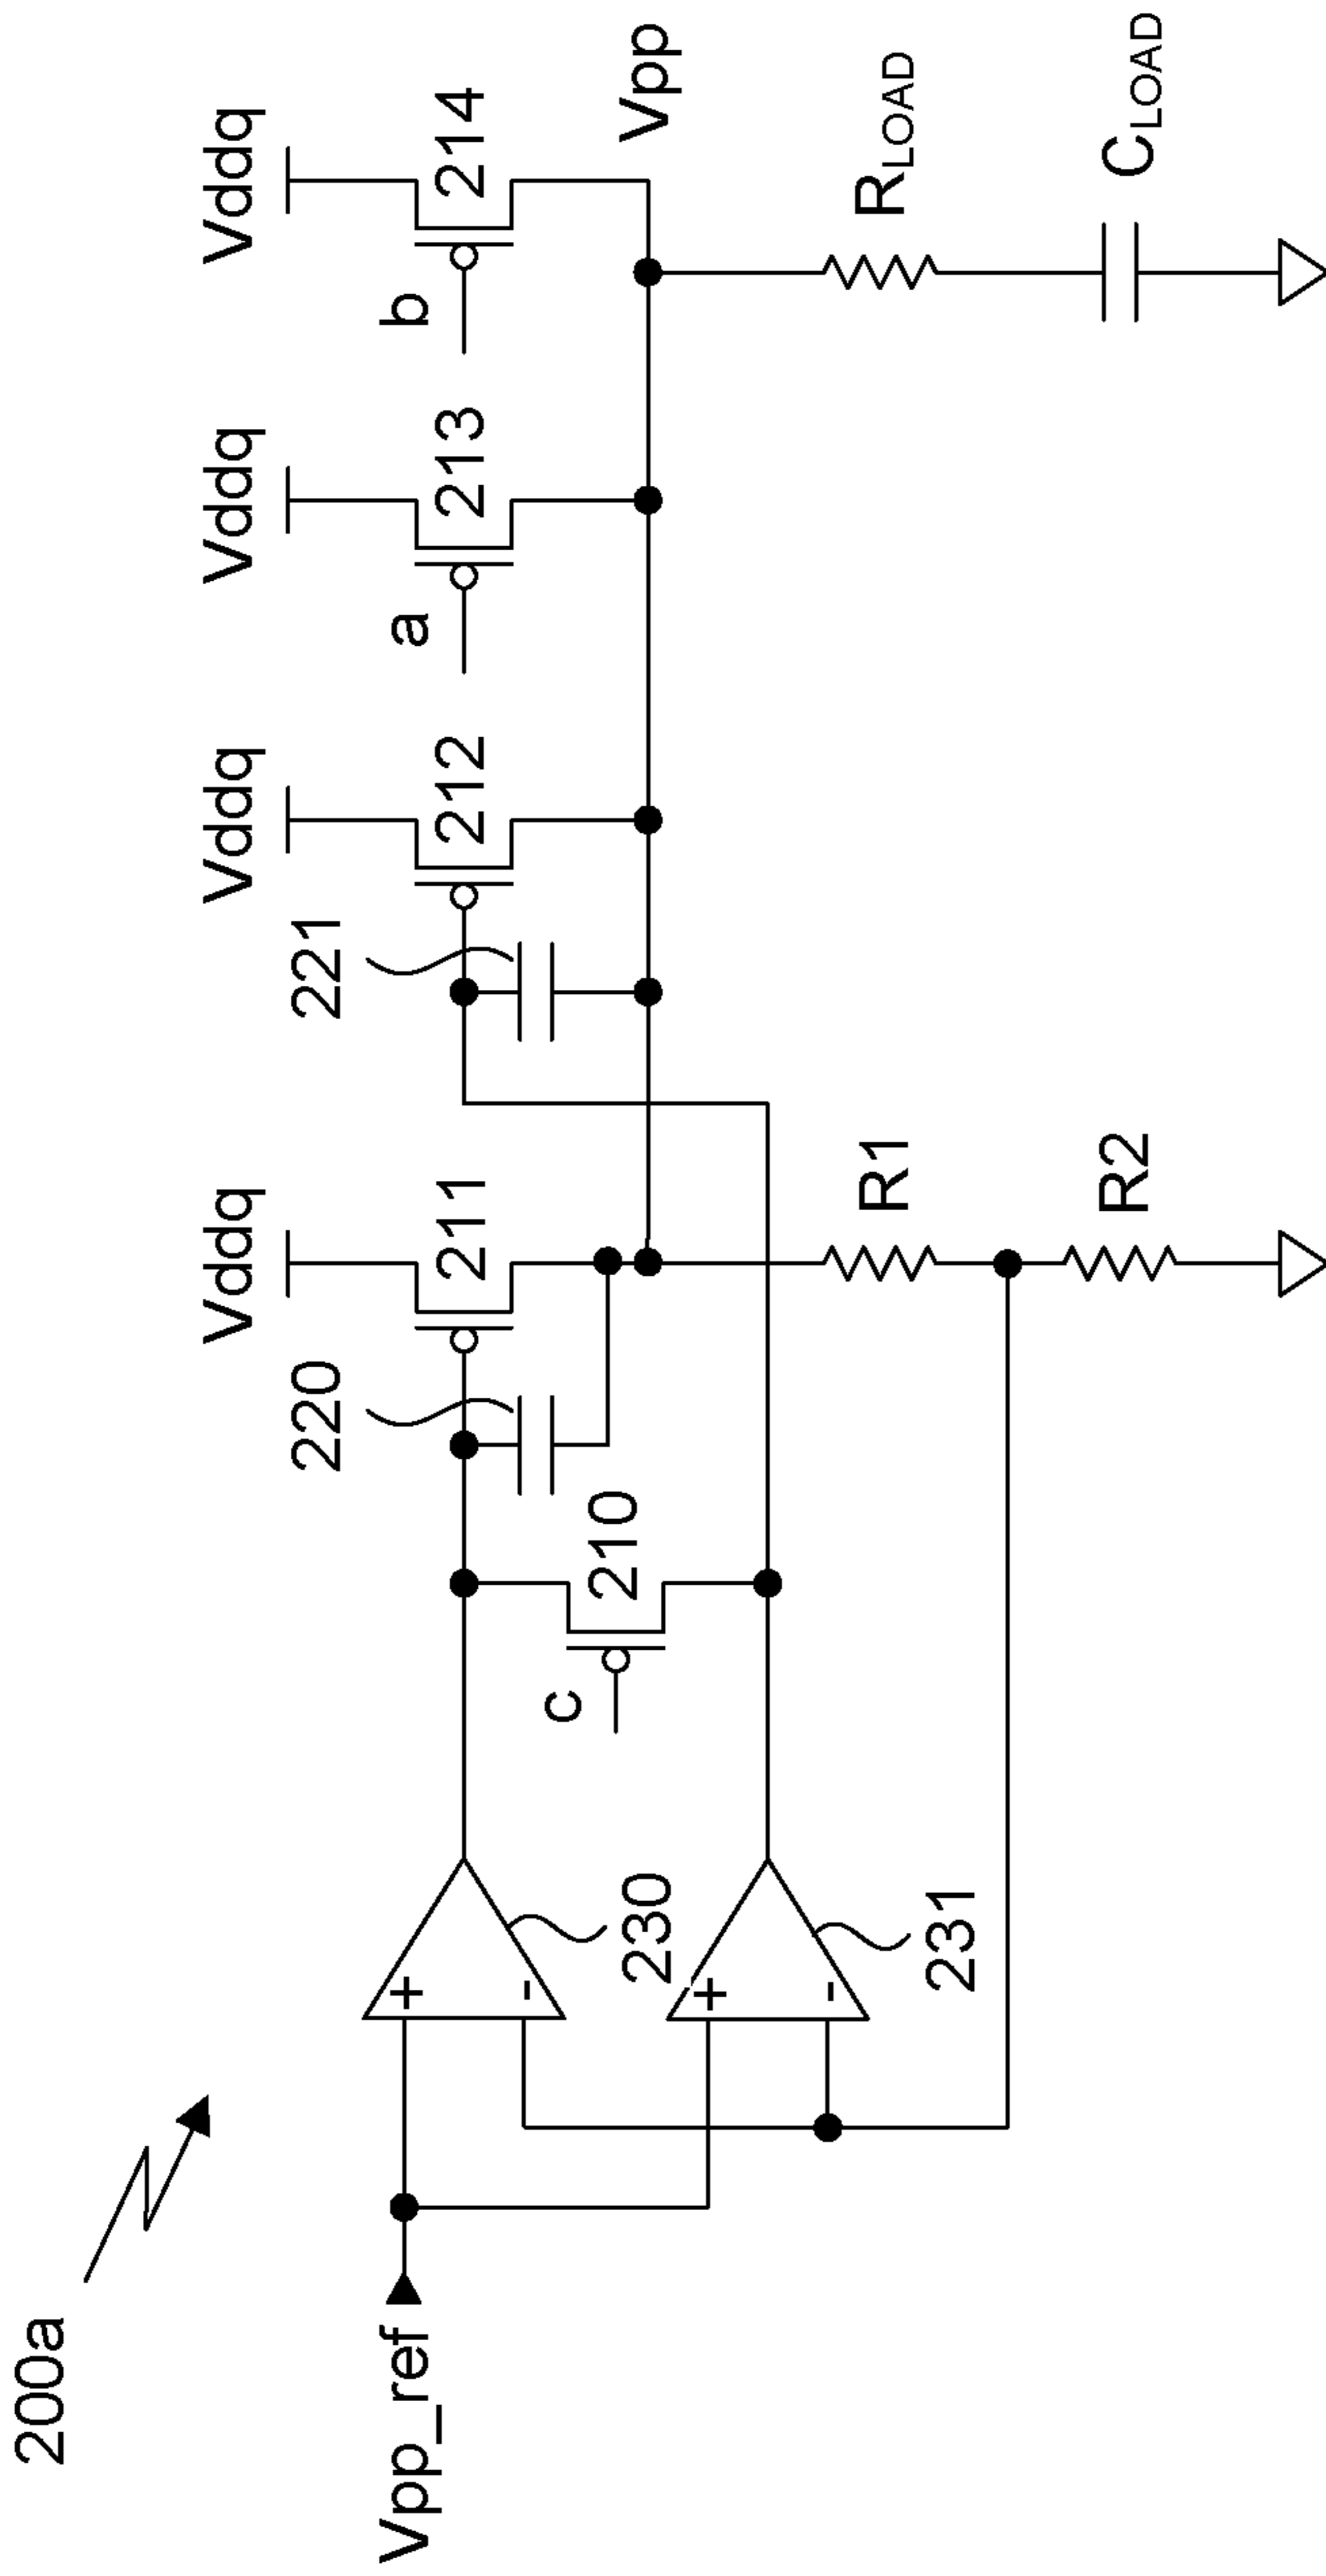 200a
Vddq
Vddq
Vddq
Vddq
220
211
221
212
a
213
b
214
c
210
Vpp
Vpp_ref
+
-
230
+
-
231
R1
R2
RLOAD
CLOAD